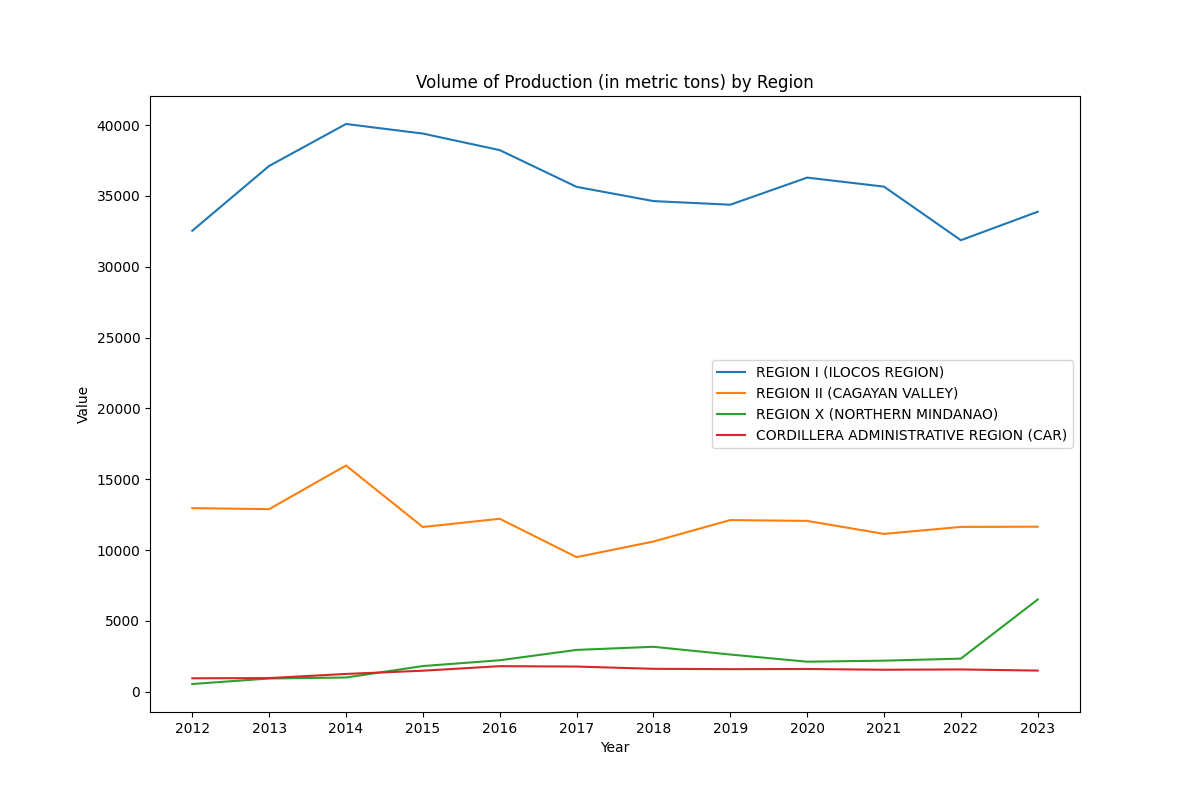 Volume of Production (in metric tons) by Region
40000
35000
30000
25000
20000
15000
10000
5000
0
Value
REGION I (ILOCOS REGION)
REGION II (CAGAYAN VALLEY)
REGION X (NORTHERN MINDANAO)
CORDILLERA ADMINISTRATIVE REGION (CAR)
2012 2013 2014 2015 2016 2017 2018 2019 2020 2021 2022 2023
Year